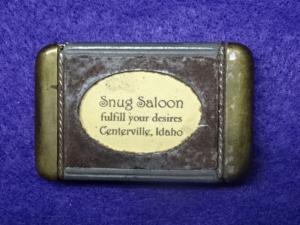 Snug Saloon
fulfill your desires
Centerville, Idaho